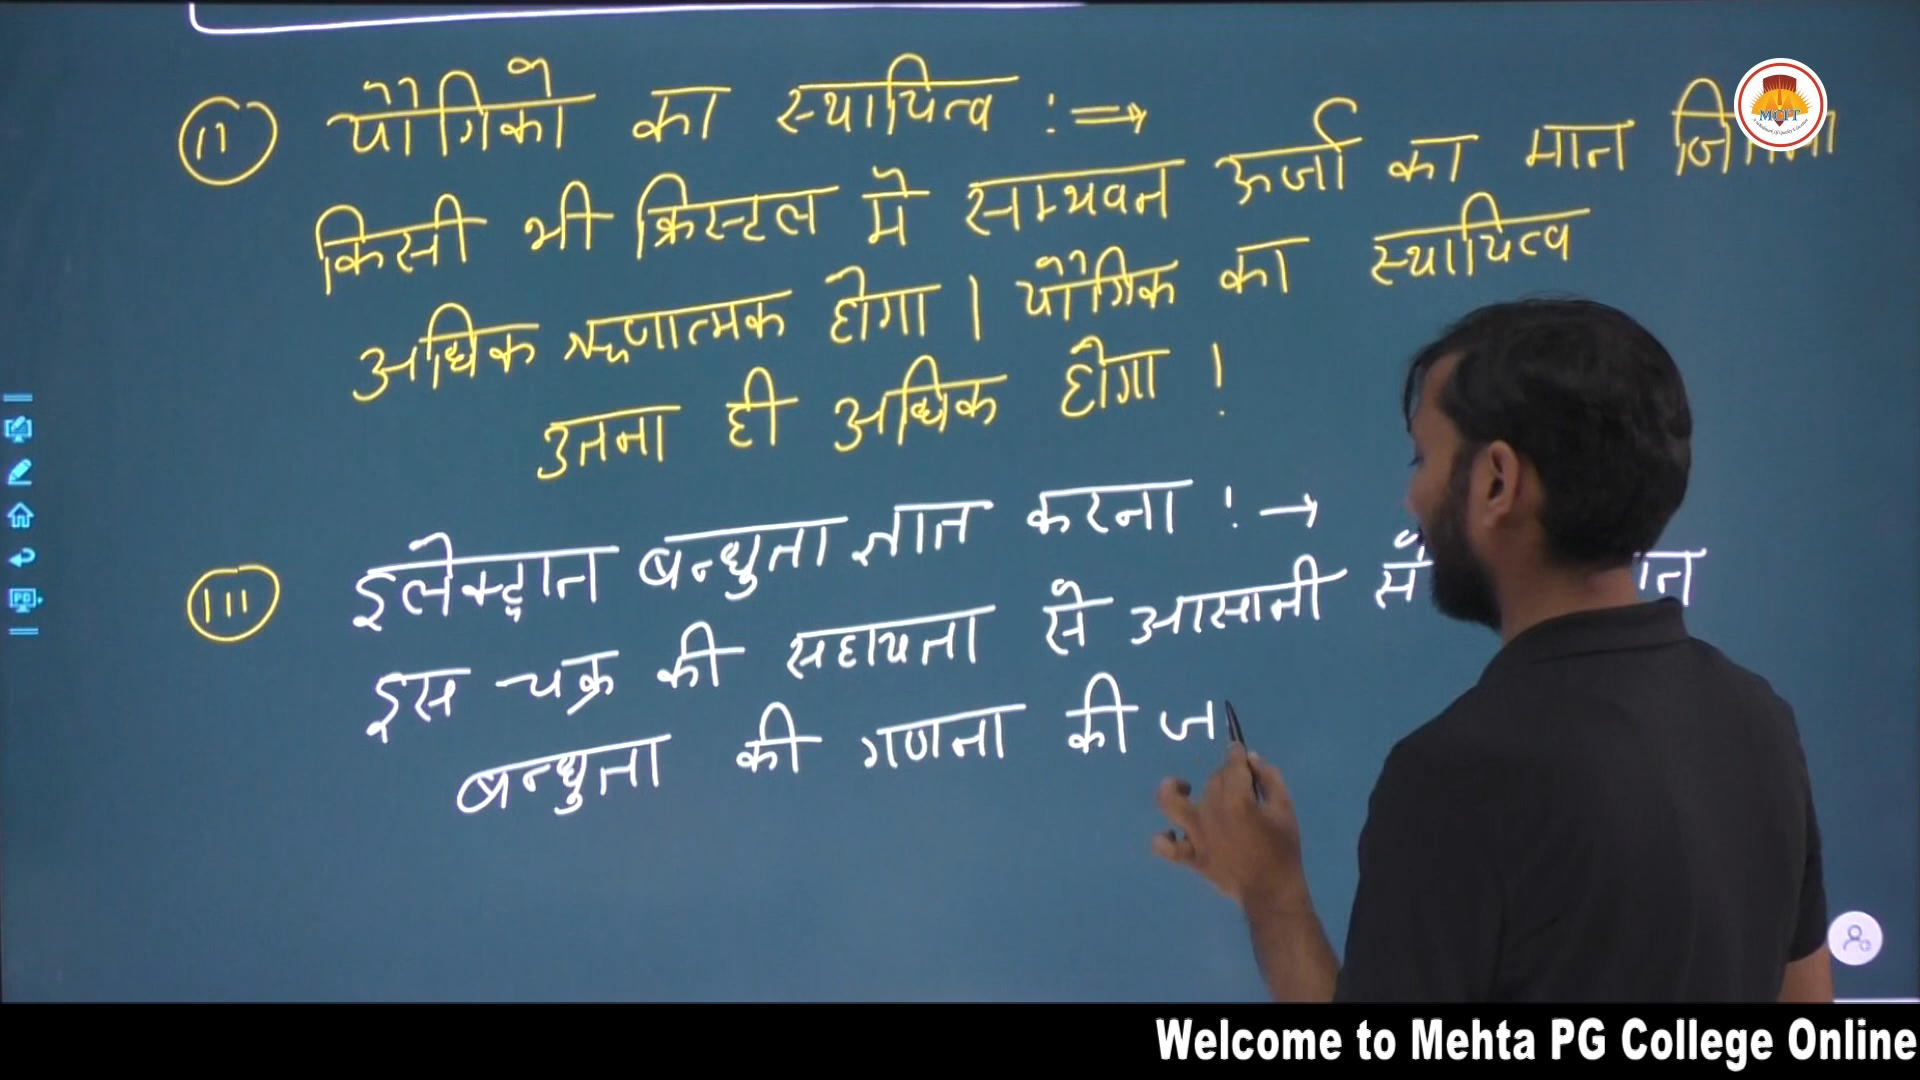 (ii) यौगिको का स्थायित्व :⇒
किसी भी क्रिस्टल मे सम्भवन ऊर्जा का मान
अधिक ऋणात्मक होगा। यौगिक का स्थायित्व
उतना ही अधिक होगा !
(iii) इलेक्ट्रान बन्धुता ज्ञात करना !→
इस चक्र की सहायता से आसानी से
बन्धुता की गणना की ज
MCIT
Welcome to Mehta PG College Online